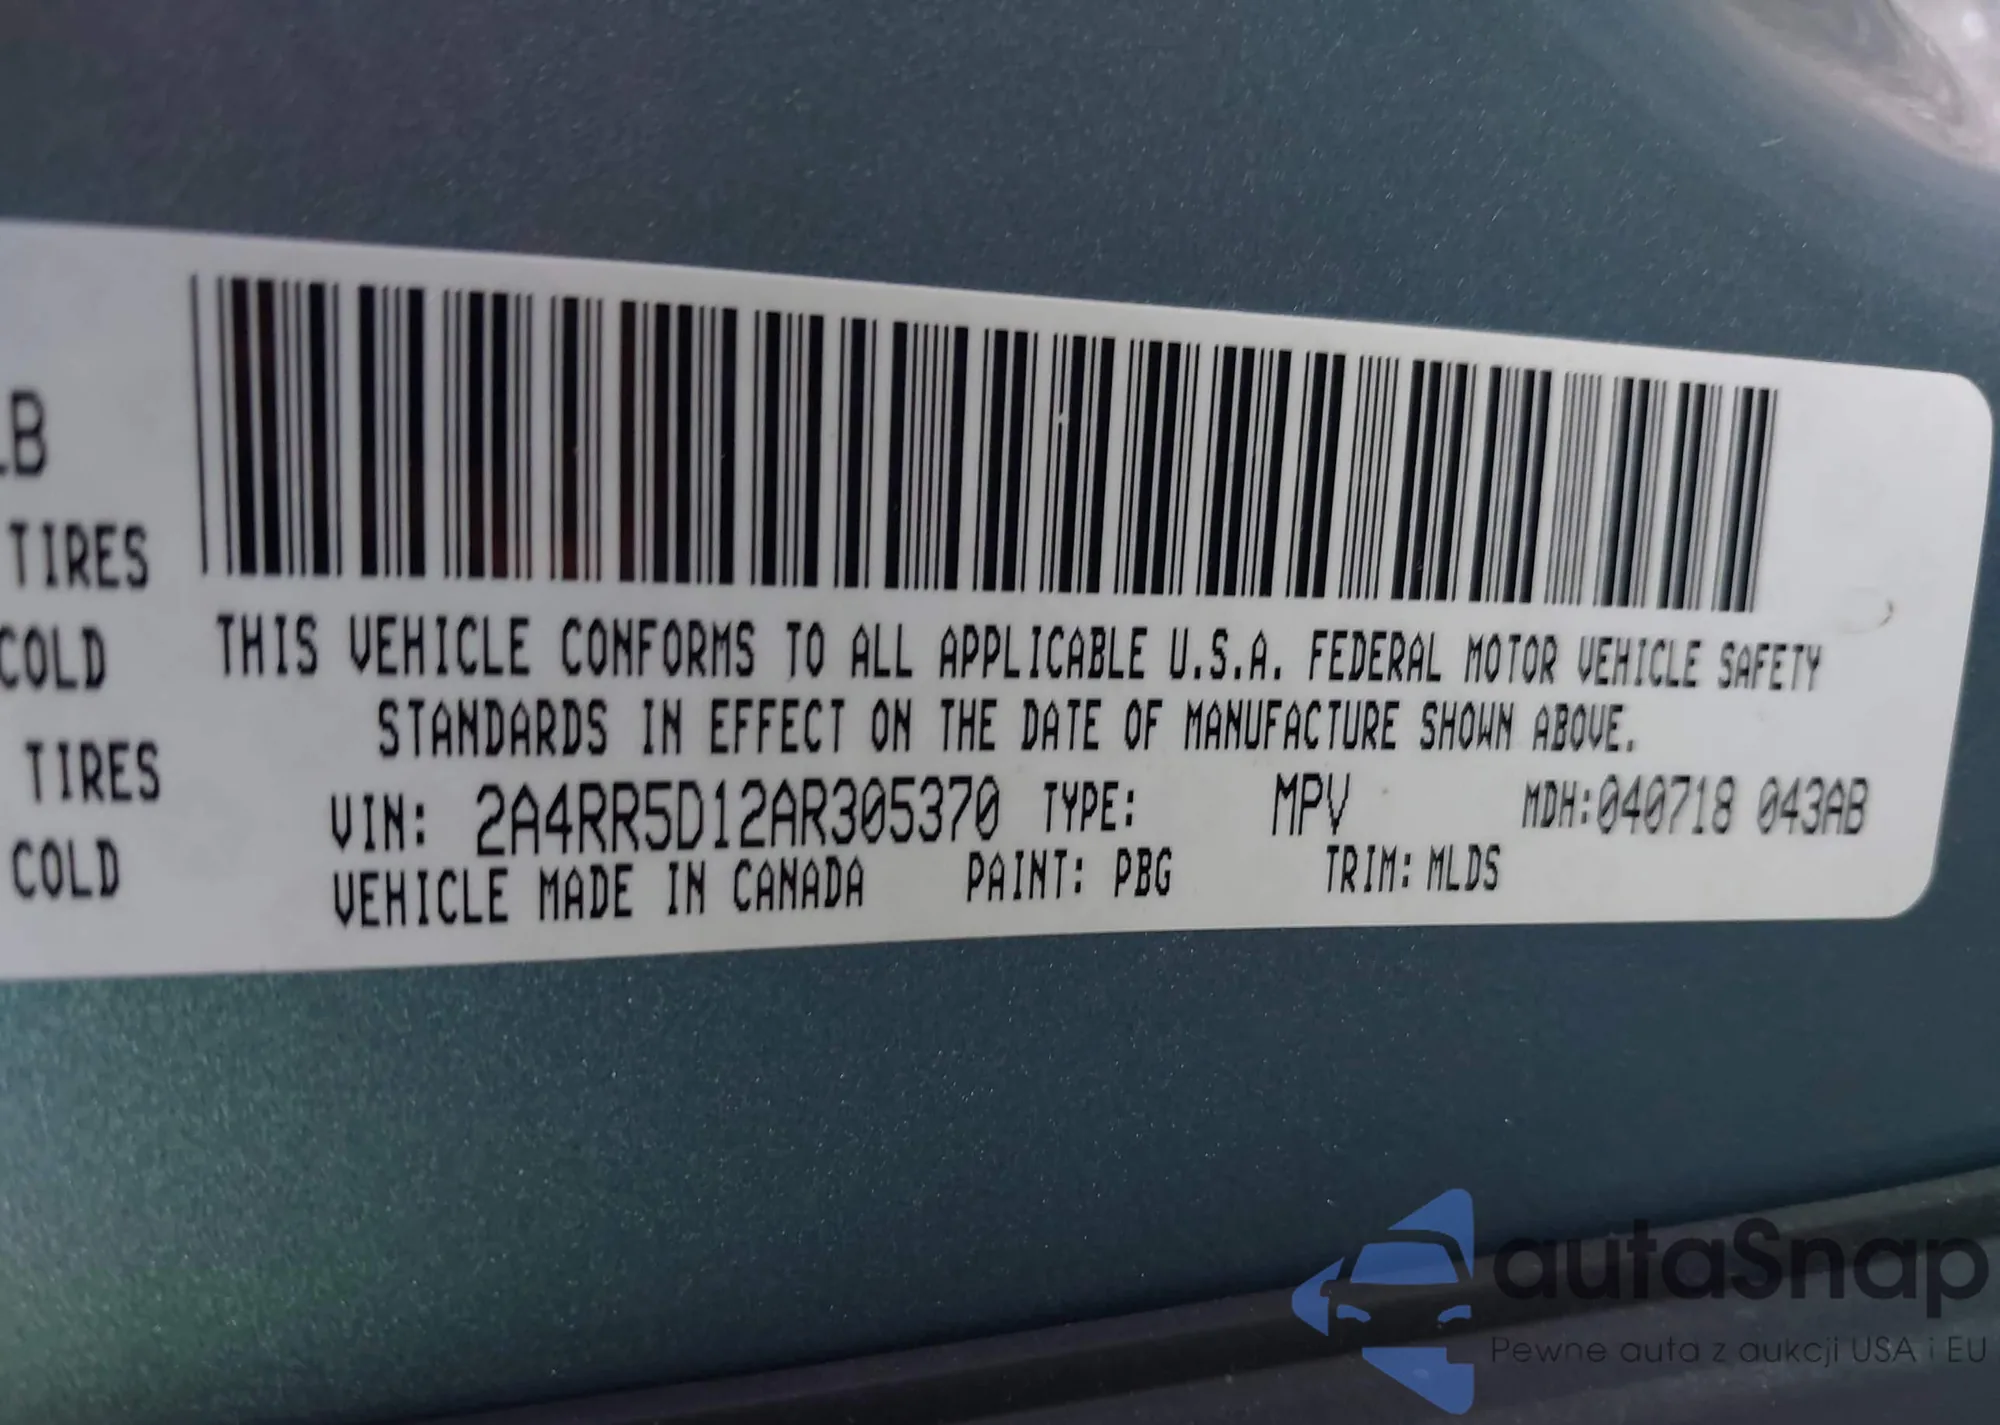 LB
TIRES
COLD
TIRES
COLD
THIS VEHICLE CONFORMS TO ALL APPLICABLE U.S.A. FEDERAL MOTOR VEHICLE SAFETY
STANDARDS IN EFFECT ON THE DATE OF MANUFACTURE SHOWN ABOVE.
VIN: 2A4RR5D12AR305370 TYPE: MPV MDH:040718 043AB
VEHICLE MADE IN CANADA PAINT: PBG TRIM: MLDS
autaSnap
Pewne auta z aukcji USA i EU